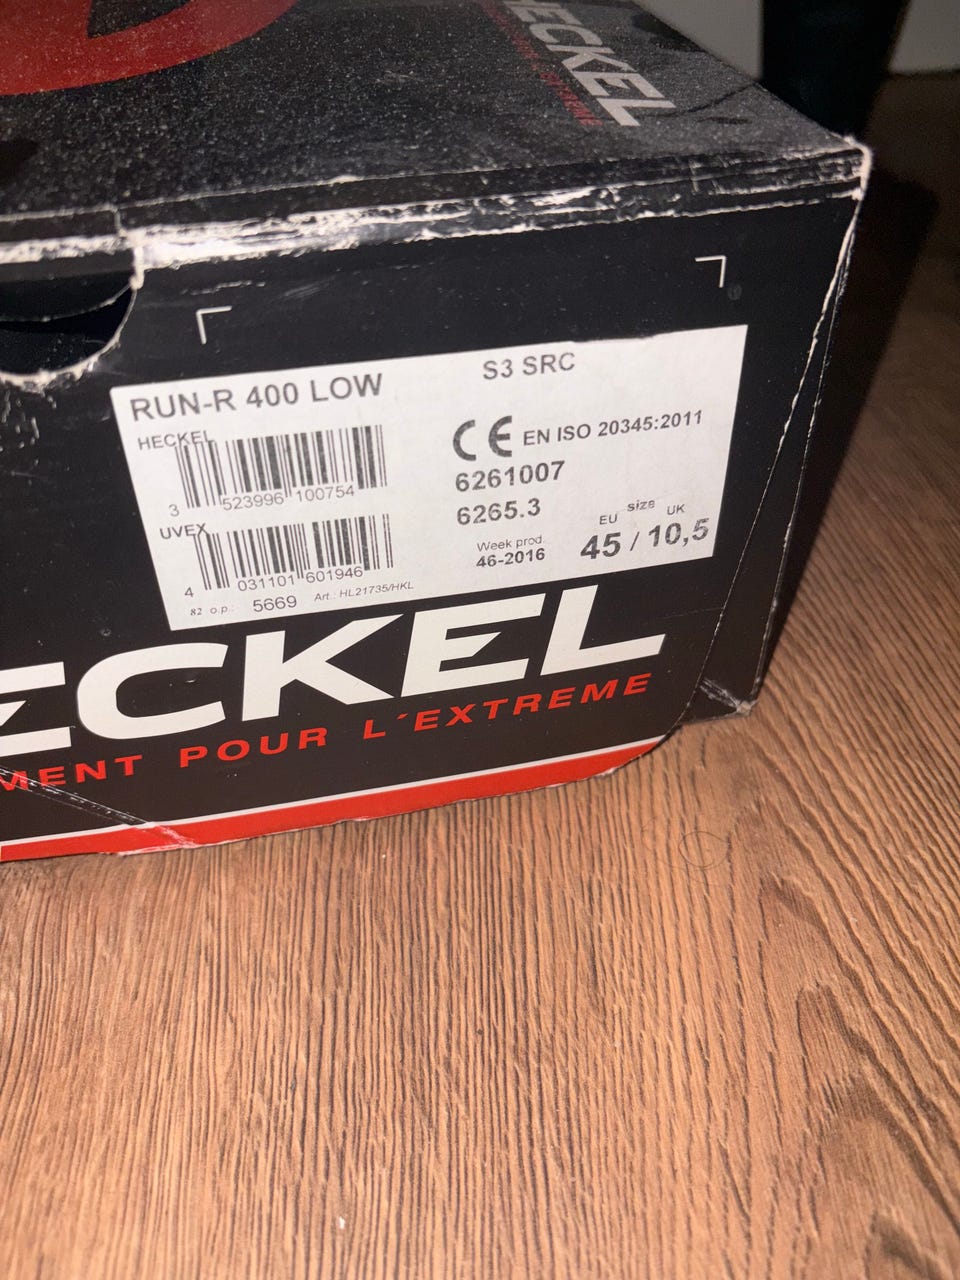 HECKEL
RUN-R 400 LOW
S3 SRC
HECKEL
3 523996 100754
UVEX
4 031101 601946
82 o.p.: 5669 Art.: HL21735/HKL
CE EN ISO 20345:2011
6261007
6265.3
Week prod.
46-2016
size
EU UK
45 / 10,5
ECKEL
MENT POUR L´EXTREME